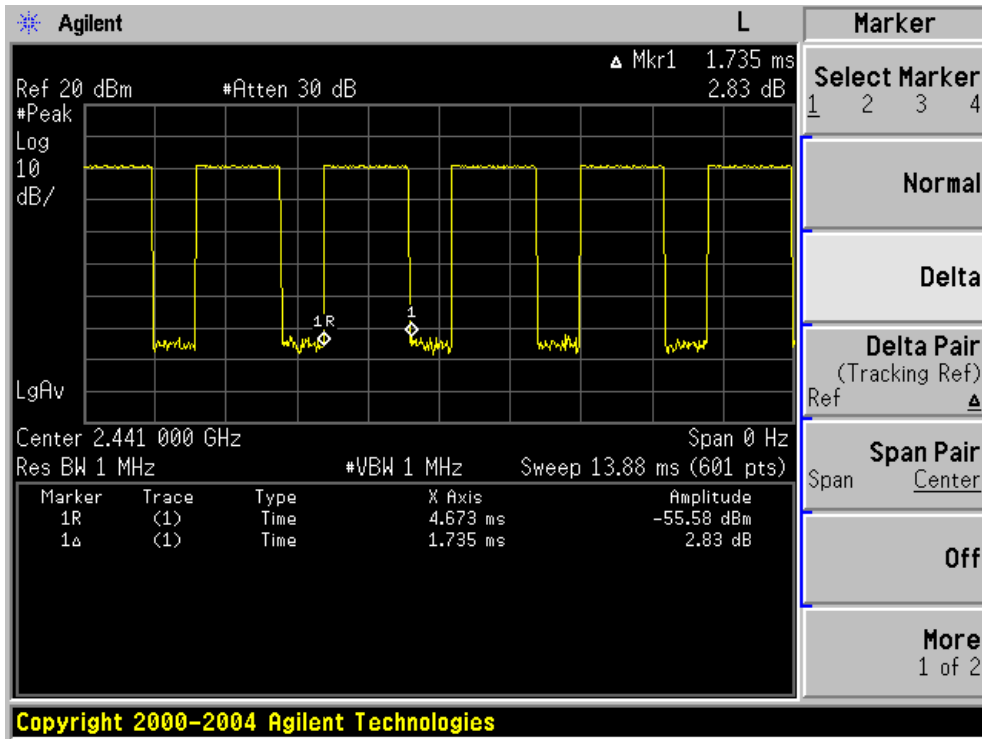 Agilent L
Δ Mkr1 1.735 ms
Ref 20 dBm #Atten 30 dB 2.83 dB
#Peak
Log
10
dB/
1R
1
LgAv
Center 2.441 000 GHz Span 0 Hz
Res BW 1 MHz #VBW 1 MHz Sweep 13.88 ms (601 pts)
Marker Trace Type X Axis Amplitude
1R (1) Time 4.673 ms -55.58 dBm
1Δ (1) Time 1.735 ms 2.83 dB
Marker
Select Marker
1 2 3 4
Normal
Delta
Delta Pair
(Tracking Ref)
Ref Δ
Span Pair
Span Center
Off
More
1 of 2
Copyright 2000-2004 Agilent Technologies